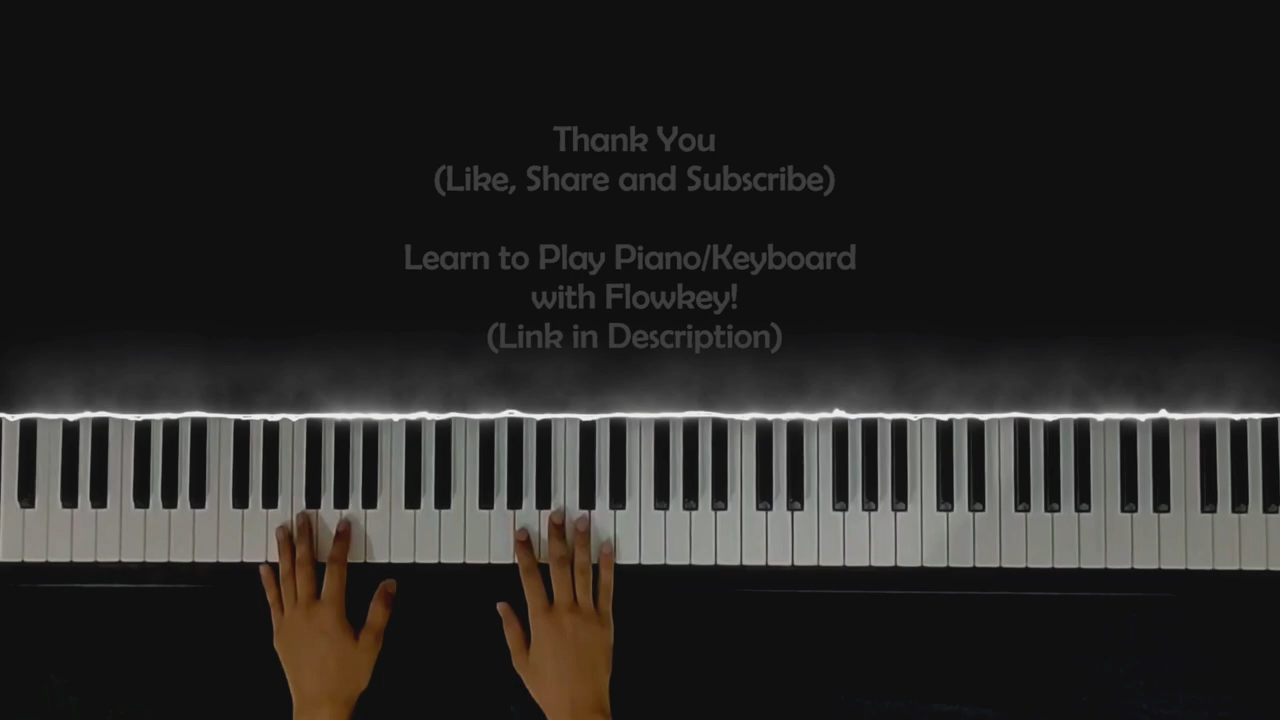 Thank You
(Like, Share and Subscribe)
Learn to Play Piano/Keyboard
with Flowkey!
(Link in Description)